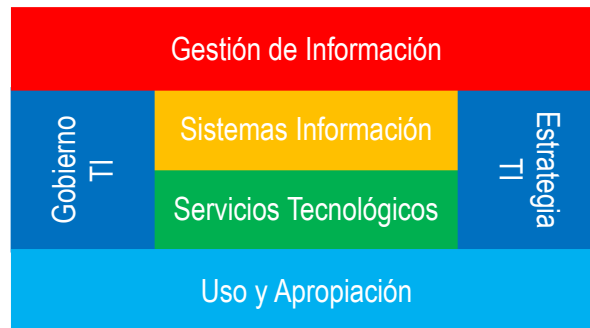 Gestión de Información
Gobierno
TI
Sistemas Información
Servicios Tecnológicos
Estrategia
TI
Uso y Apropiación